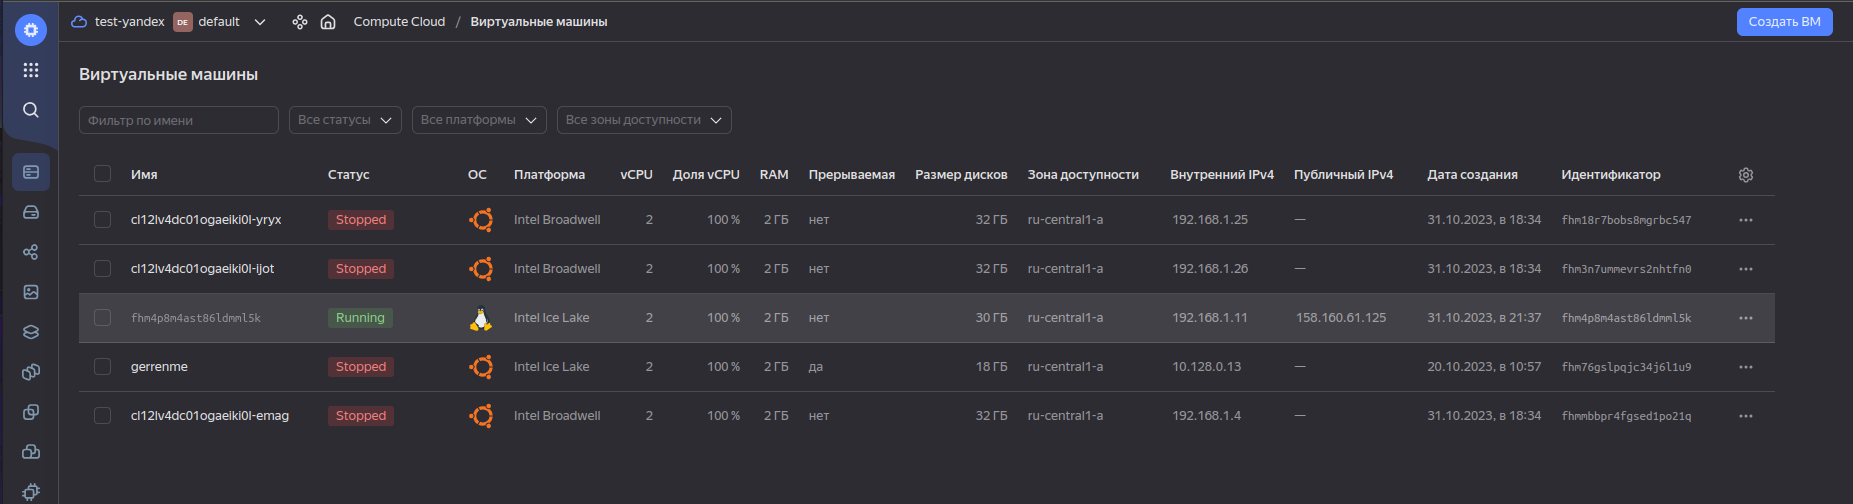 test-yandex DE default Compute Cloud / Виртуальные машины Создать ВМ
Виртуальные машины
Фильтр по имени Все статусы Все платформы Все зоны доступности
Имя Статус ОС Платформа vCPU Доля vCPU RAM Прерываемая Размер дисков Зона доступности Внутренний IPv4 Публичный IPv4 Дата создания Идентификатор
cl12lv4dc01ogaeiki0l-yryx Stopped Intel Broadwell 2 100 % 2 ГБ нет 32 ГБ ru-central1-a 192.168.1.25 — 31.10.2023, в 18:34 fhm18r7bobs8mgrbc547
cl12lv4dc01ogaeiki0l-ijot Stopped Intel Broadwell 2 100 % 2 ГБ нет 32 ГБ ru-central1-a 192.168.1.26 — 31.10.2023, в 18:34 fhm3n7ummevrs2nhtfn0
fhm4p8m4ast86ldmml5k Running Intel Ice Lake 2 100 % 2 ГБ нет 30 ГБ ru-central1-a 192.168.1.11 158.160.61.125 31.10.2023, в 21:37 fhm4p8m4ast86ldmml5k
gerrenme Stopped Intel Ice Lake 2 100 % 2 ГБ да 18 ГБ ru-central1-a 10.128.0.13 — 20.10.2023, в 10:57 fhm76gslpqjc34j6l1u9
cl12lv4dc01ogaeiki0l-emag Stopped Intel Broadwell 2 100 % 2 ГБ нет 32 ГБ ru-central1-a 192.168.1.4 — 31.10.2023, в 18:34 fhmmbbpr4fgsed1po21q